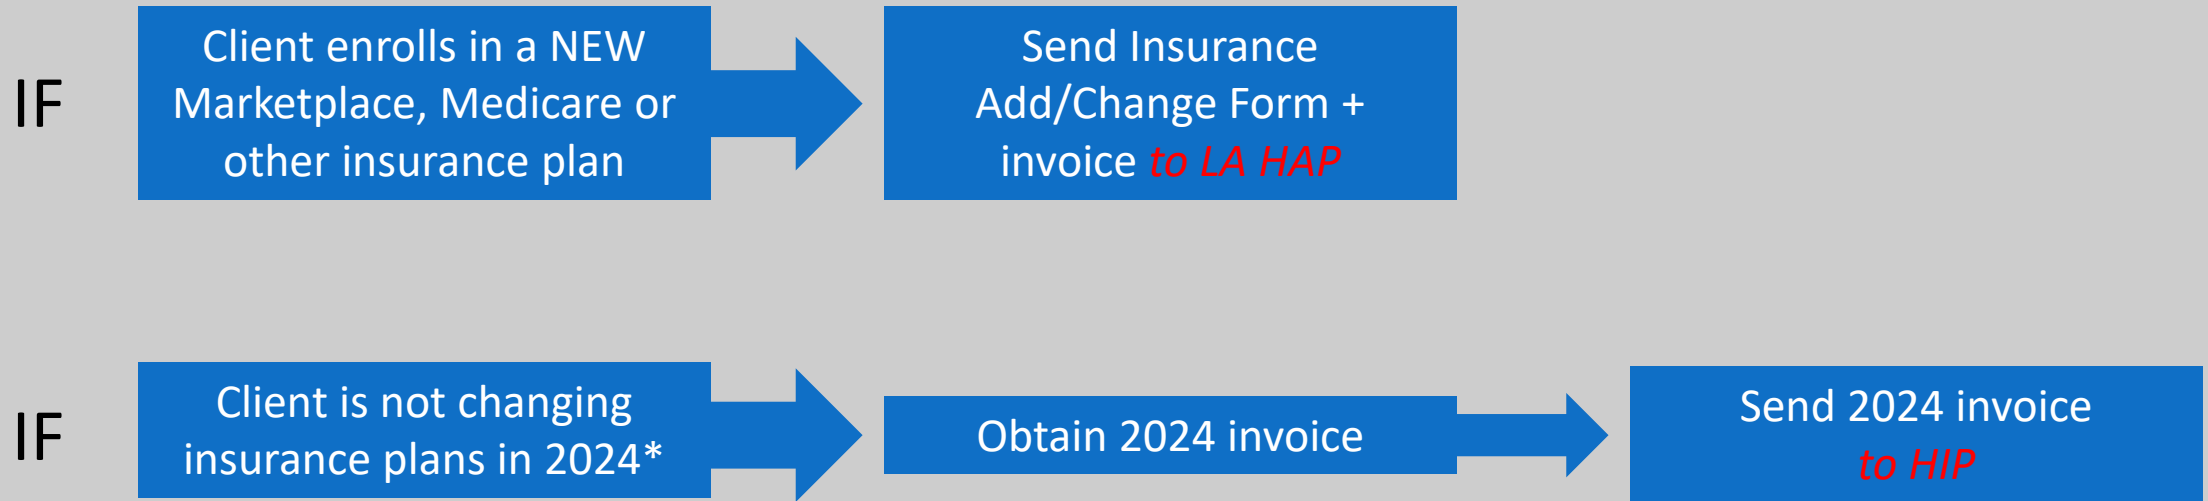 IF
Client enrolls in a NEW
Marketplace, Medicare or
other insurance plan
Send Insurance
Add/Change Form +
invoice to LA HAP
IF
Client is not changing
insurance plans in 2024*
Obtain 2024 invoice
Send 2024 invoice
to HIP